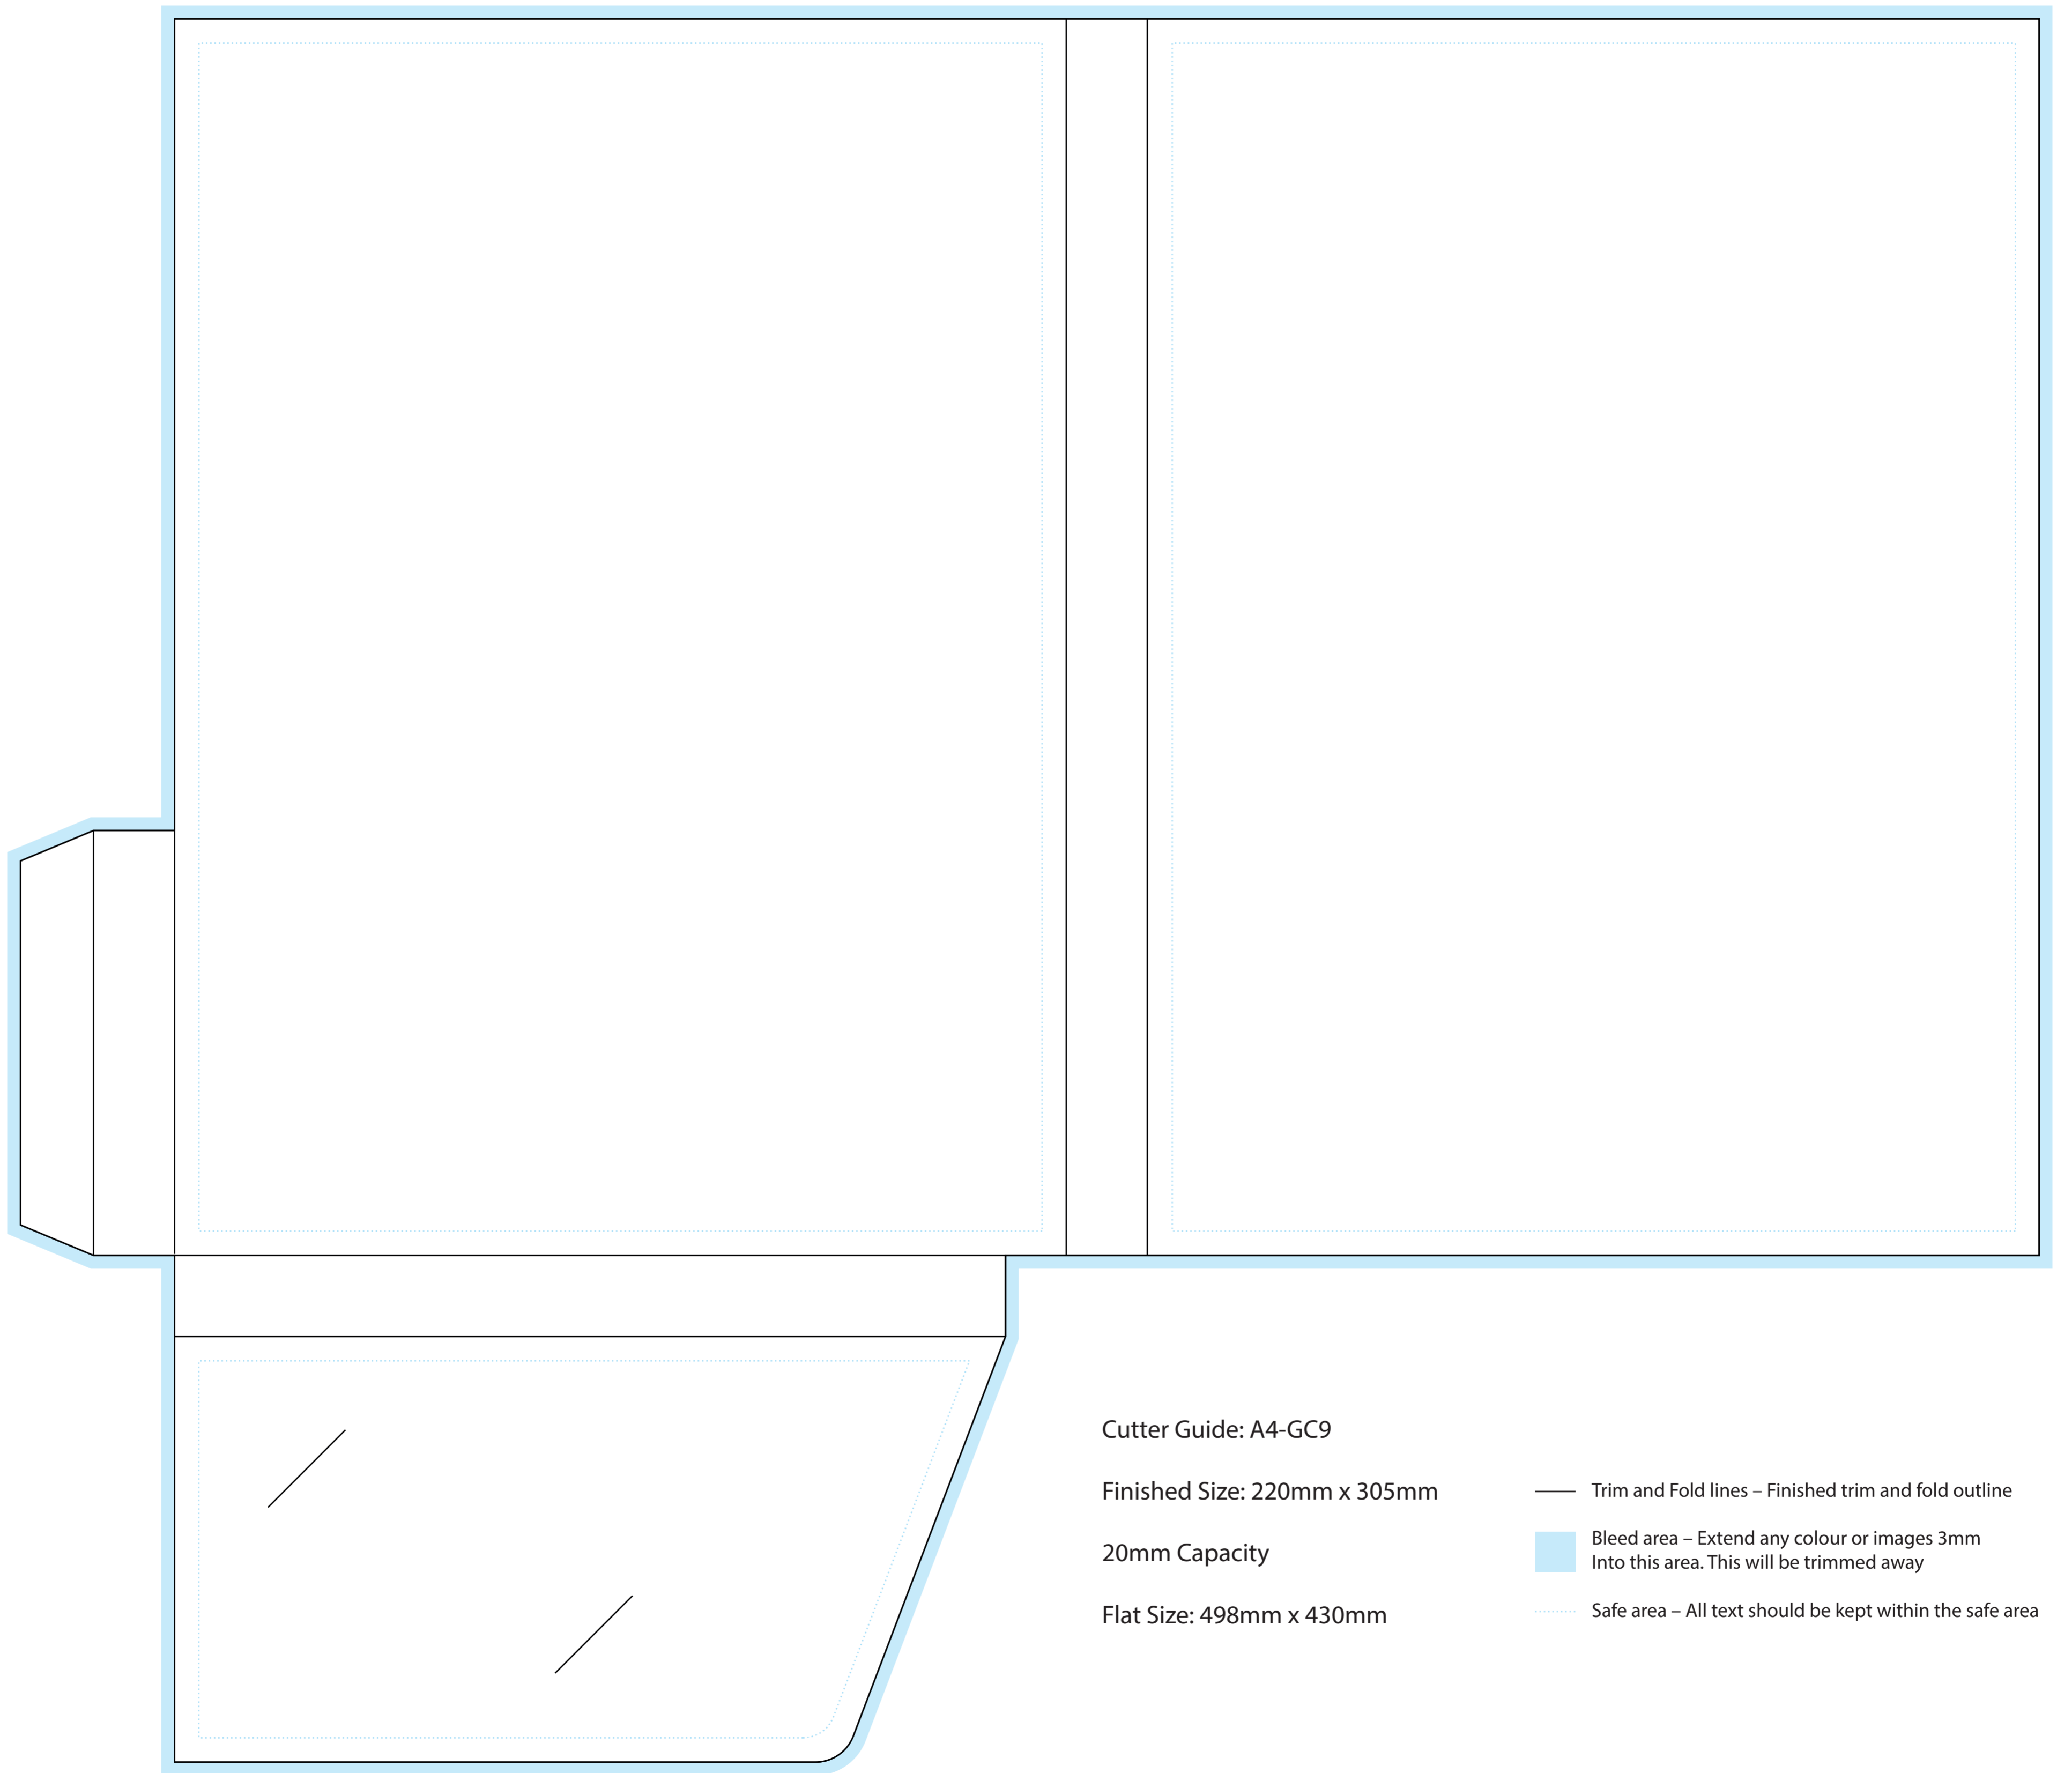 Cutter Guide: A4-GC9
Finished Size: 220mm x 305mm
20mm Capacity
Flat Size: 498mm x 430mm
Trim and Fold lines – Finished trim and fold outline
Bleed area – Extend any colour or images 3mm
Into this area. This will be trimmed away
Safe area – All text should be kept within the safe area